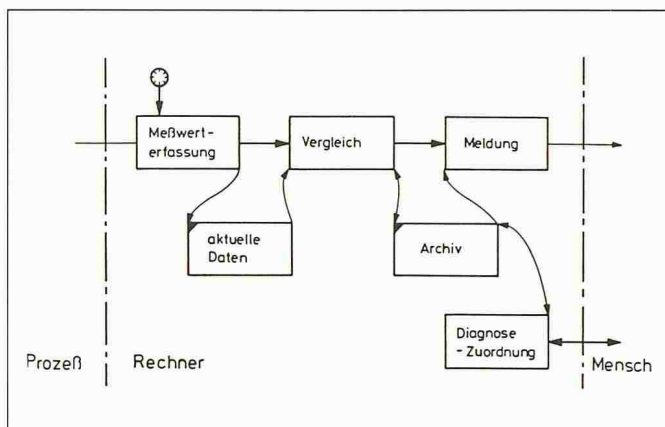 Meßwert-
erfassung
Vergleich
Meldung
aktuelle
Daten
Archiv
Diagnose
-Zuordnung
Prozeß
Rechner
Mensch